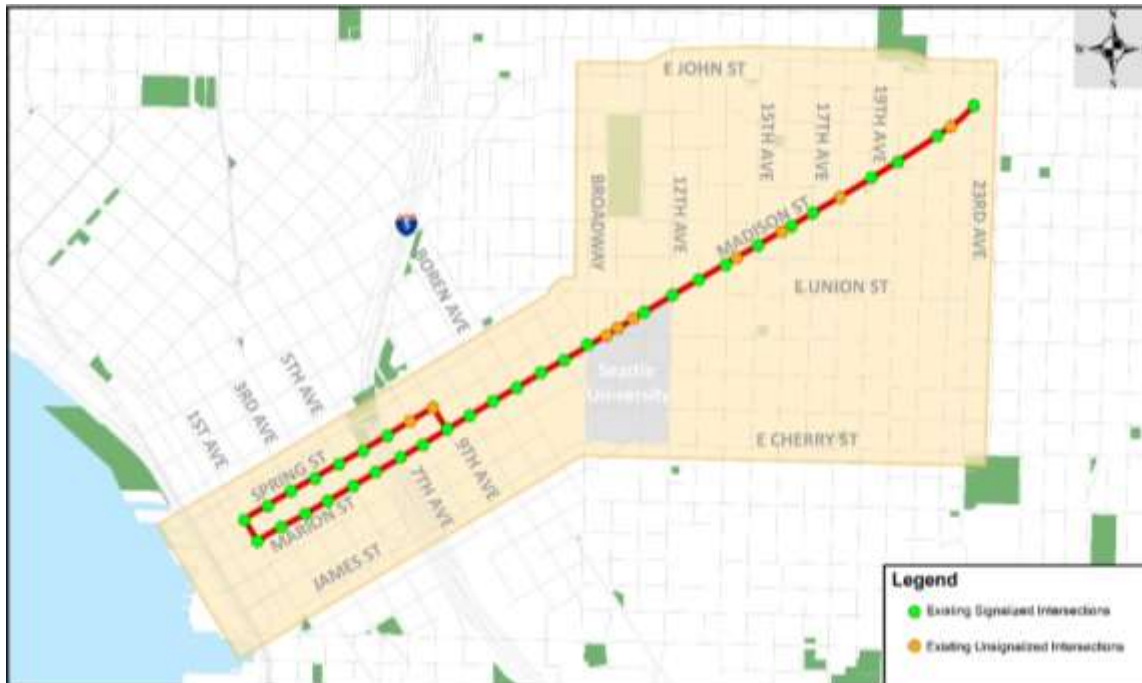 N
E JOHN ST
15TH AVE
17TH AVE
19TH AVE
BROADWAY
12TH AVE
23RD AVE
MADISON ST
5
BOREN AVE
E UNION ST
5TH AVE
3RD AVE
1ST AVE
Seattle
University
SPRING ST
9TH AVE
E CHERRY ST
7TH AVE
MARION ST
JAMES ST
Legend
Existing Signalized Intersections
Existing Unsignalized Intersections